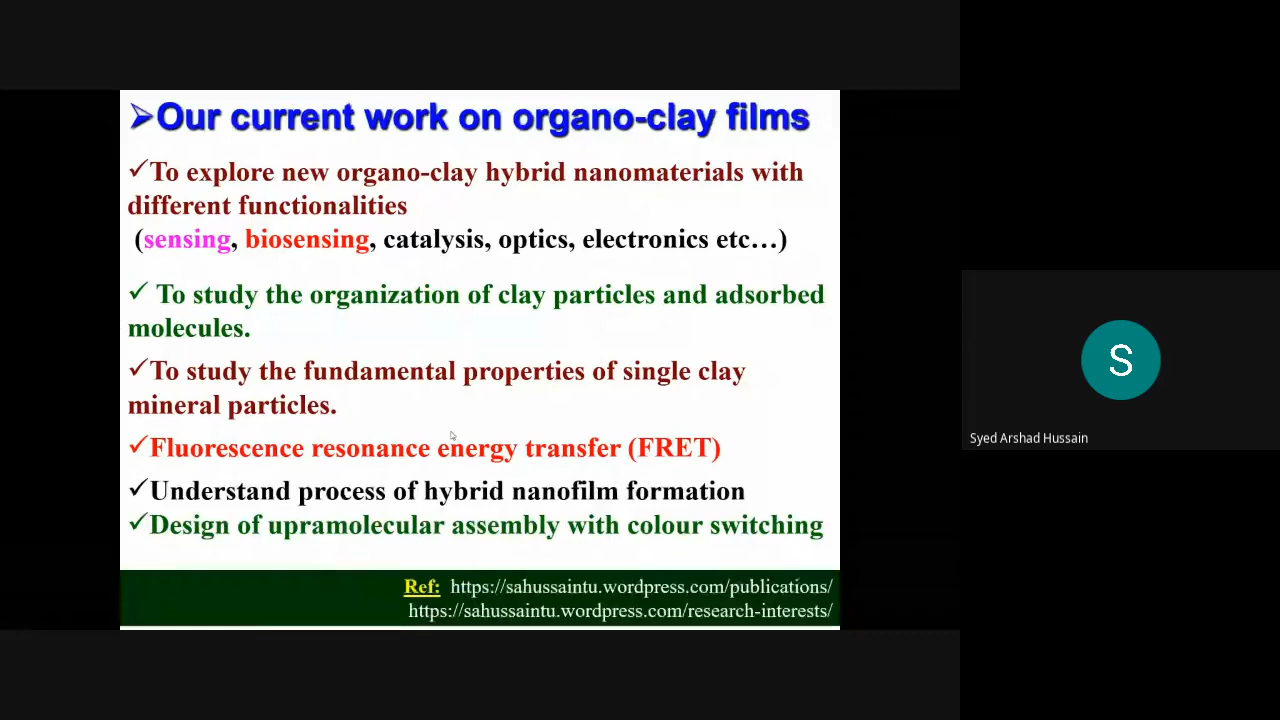 ➢Our current work on organo-clay films
✓To explore new organo-clay hybrid nanomaterials with
different functionalities
(sensing, biosensing, catalysis, optics, electronics etc…)
✓ To study the organization of clay particles and adsorbed
molecules.
✓To study the fundamental properties of single clay
mineral particles.
✓Fluorescence resonance energy transfer (FRET)
✓Understand process of hybrid nanofilm formation
✓Design of upramolecular assembly with colour switching
Ref: https://sahussaintu.wordpress.com/publications/
https://sahussaintu.wordpress.com/research-interests/
S
Syed Arshad Hussain